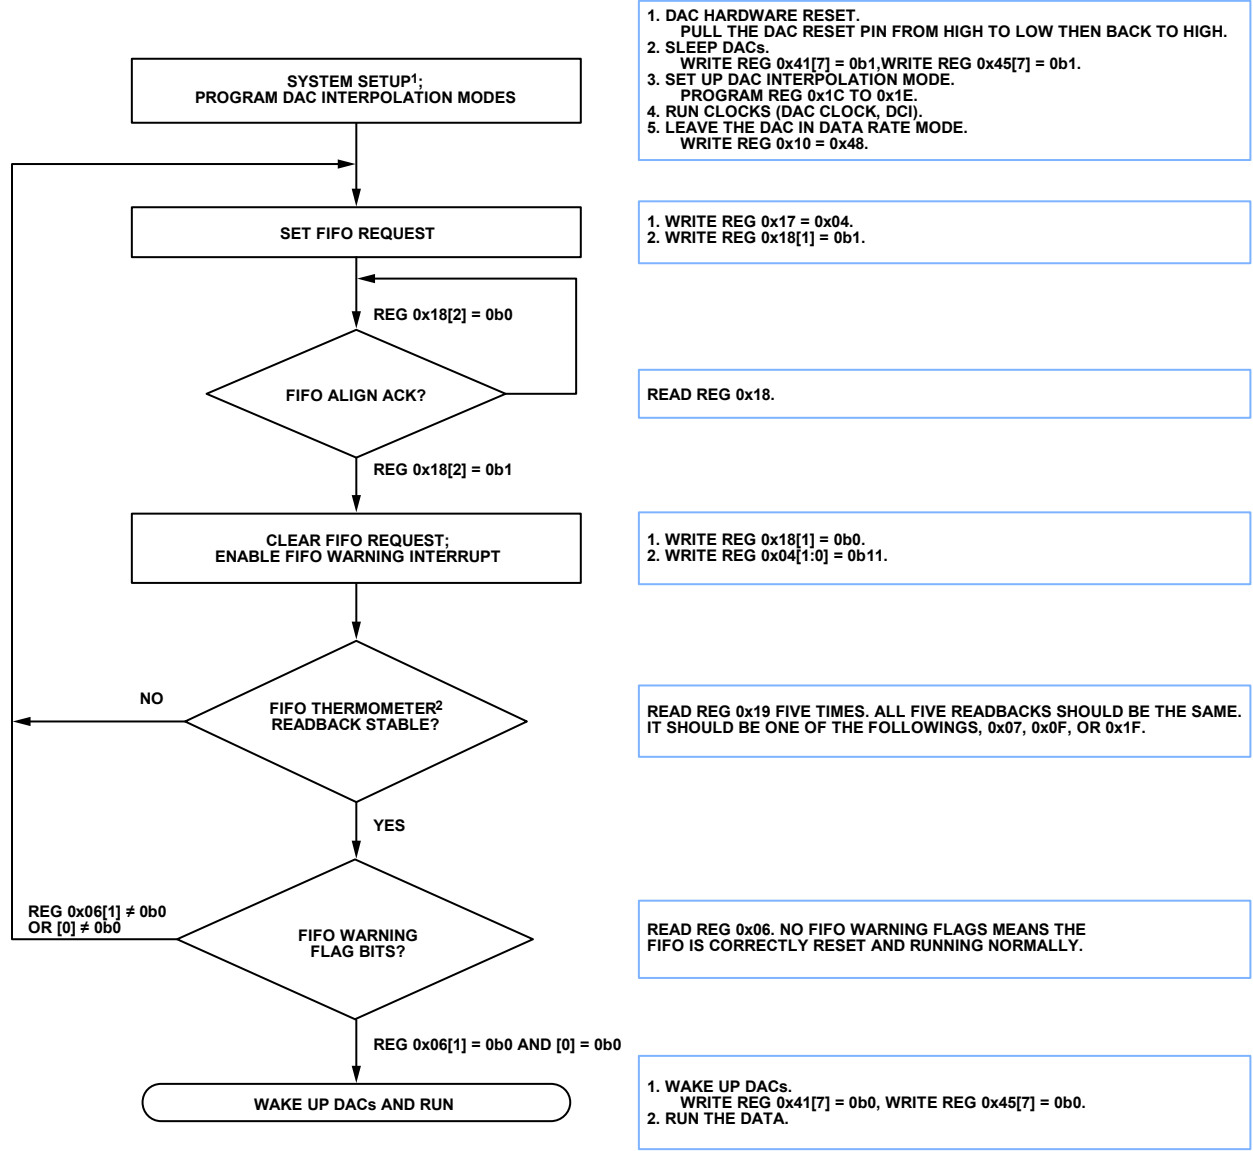 SYSTEM SETUP1;
PROGRAM DAC INTERPOLATION MODES
1. DAC HARDWARE RESET.
PULL THE DAC RESET PIN FROM HIGH TO LOW THEN BACK TO HIGH.
2. SLEEP DACs.
WRITE REG 0x41[7] = 0b1,WRITE REG 0x45[7] = 0b1.
3. SET UP DAC INTERPOLATION MODE.
PROGRAM REG 0x1C TO 0x1E.
4. RUN CLOCKS (DAC CLOCK, DCI).
5. LEAVE THE DAC IN DATA RATE MODE.
WRITE REG 0x10 = 0x48.
SET FIFO REQUEST
1. WRITE REG 0x17 = 0x04.
2. WRITE REG 0x18[1] = 0b1.
REG 0x18[2] = 0b0
FIFO ALIGN ACK?
READ REG 0x18.
REG 0x18[2] = 0b1
CLEAR FIFO REQUEST;
ENABLE FIFO WARNING INTERRUPT
1. WRITE REG 0x18[1] = 0b0.
2. WRITE REG 0x04[1:0] = 0b11.
NO
FIFO THERMOMETER2
READBACK STABLE?
READ REG 0x19 FIVE TIMES. ALL FIVE READBACKS SHOULD BE THE SAME.
IT SHOULD BE ONE OF THE FOLLOWINGS, 0x07, 0x0F, OR 0x1F.
YES
REG 0x06[1] ≠ 0b0
OR [0] ≠ 0b0
FIFO WARNING
FLAG BITS?
READ REG 0x06. NO FIFO WARNING FLAGS MEANS THE
FIFO IS CORRECTLY RESET AND RUNNING NORMALLY.
REG 0x06[1] = 0b0 AND [0] = 0b0
WAKE UP DACs AND RUN
1. WAKE UP DACs.
WRITE REG 0x41[7] = 0b0, WRITE REG 0x45[7] = 0b0.
2. RUN THE DATA.